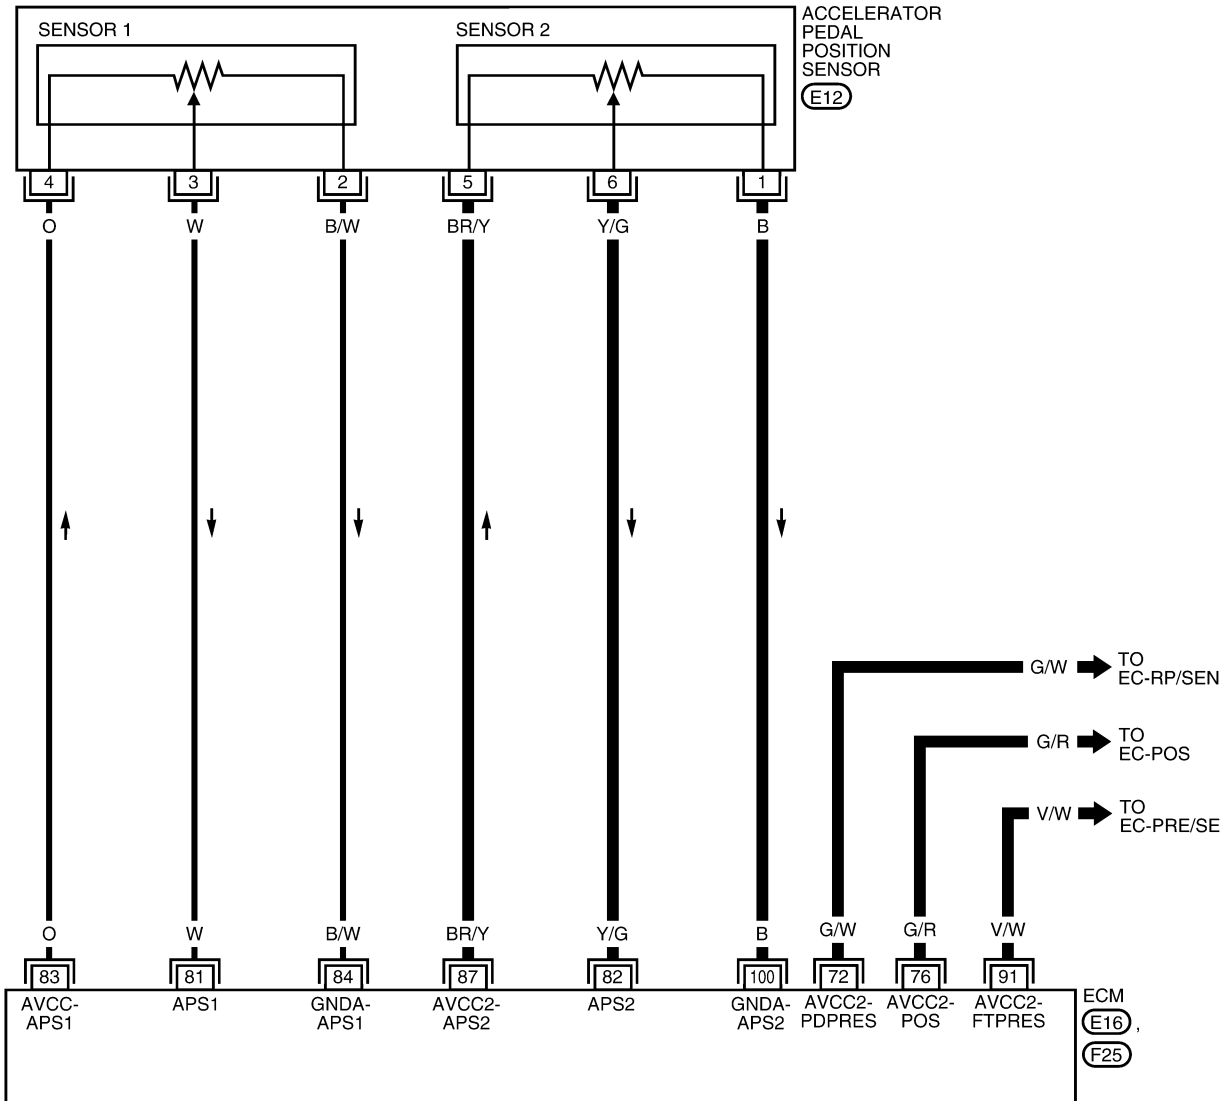 SENSOR 1
SENSOR 2
ACCELERATOR
PEDAL
POSITION
SENSOR
E12
4 3 2 5 6 1
O W B/W BR/Y Y/G B
G/W
TO
EC-RP/SEN
G/R
TO
EC-POS
V/W
TO
EC-PRE/SE
O W B/W BR/Y Y/G B G/W G/R V/W
83 81 84 87 82 100 72 76 91
AVCC-
APS1
APS1
GNDA-
APS1
AVCC2-
APS2
APS2
GNDA-
APS2
AVCC2-
PDPRES
AVCC2-
POS
AVCC2-
FTPRES
ECM
E16 ,
F25